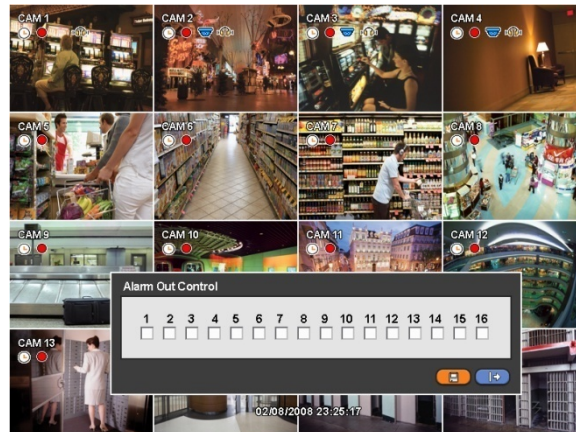 CAM 1
CAM 2
CAM 3
CAM 4
CAM 5
CAM 6
CAM 7
CAM 8
CAM 9
CAM 10
CAM 11
CAM 12
Alarm Out Control
1 2 3 4 5 6 7 8 9 10 11 12 13 14 15 16
CAM 13
02/08/2008 23:25:17